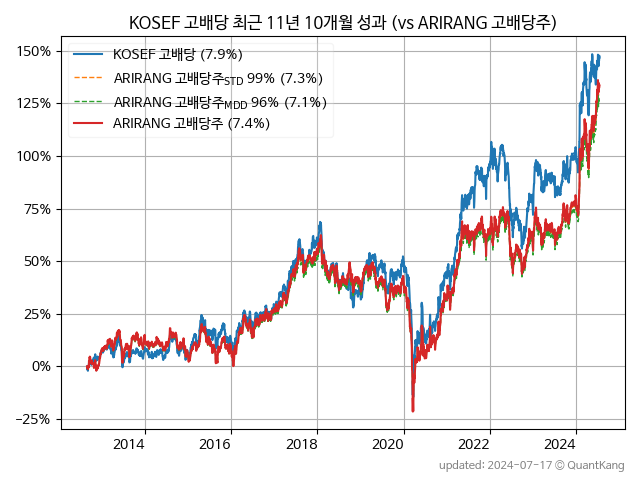 KOSEF 고배당 최근 11년 10개월 성과 (vs ARIRANG 고배당주)
150%
125%
100%
75%
50%
25%
0%
−25%
KOSEF 고배당 (7.9%)
ARIRANG 고배당주STD 99% (7.3%)
ARIRANG 고배당주MDD 96% (7.1%)
ARIRANG 고배당주 (7.4%)
2014 2016 2018 2020 2022 2024
updated: 2024-07-17 © QuantKang